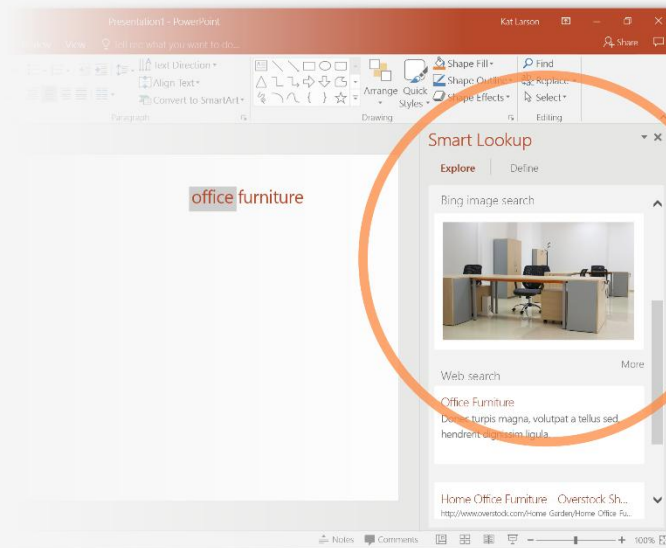 Presentation1 - PowerPoint
Kat Larson
View
Tell me what you want to do...
Share
Text Direction
Align Text
Convert to SmartArt
Paragraph
Arrange
Quick Styles
Drawing
Shape Fill
Shape Outline
Shape Effects
Find
Replace
Select
Editing
office furniture
Smart Lookup
Explore
Define
Bing image search
More
Web search
Office Furniture
Donec turpis magna, volutpat a tellus sed,
hendrerit dignissim ligula
Home Office Furniture Overstock Sh...
http://www.overstock.com/Home Garden/Home Office Fu...
Notes
Comments
100%